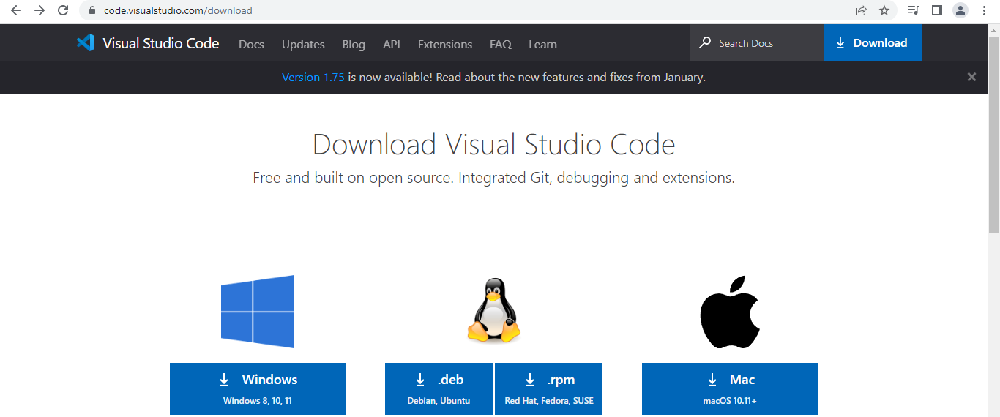 code.visualstudio.com/download
Visual Studio Code Docs Updates Blog API Extensions FAQ Learn Search Docs Download
Version 1.75 is now available! Read about the new features and fixes from January.
Download Visual Studio Code
Free and built on open source. Integrated Git, debugging and extensions.
Windows .deb .rpm Mac
Windows 8, 10, 11 Debian, Ubuntu Red Hat, Fedora, SUSE macOS 10.11+